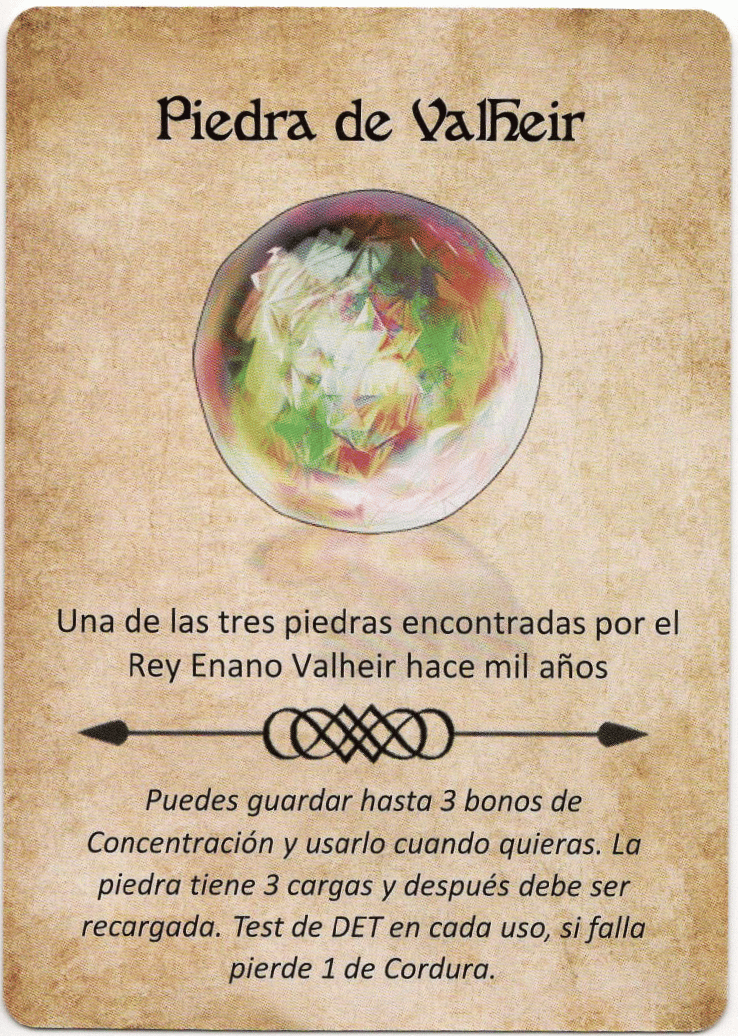 Piedra de Valheir
Una de las tres piedras encontradas por el
Rey Enano Valheir hace mil años
Puedes guardar hasta 3 bonos de
Concentración y usarlo cuando quieras. La
piedra tiene 3 cargas y después debe ser
recargada. Test de DET en cada uso, si falla
pierde 1 de Cordura.